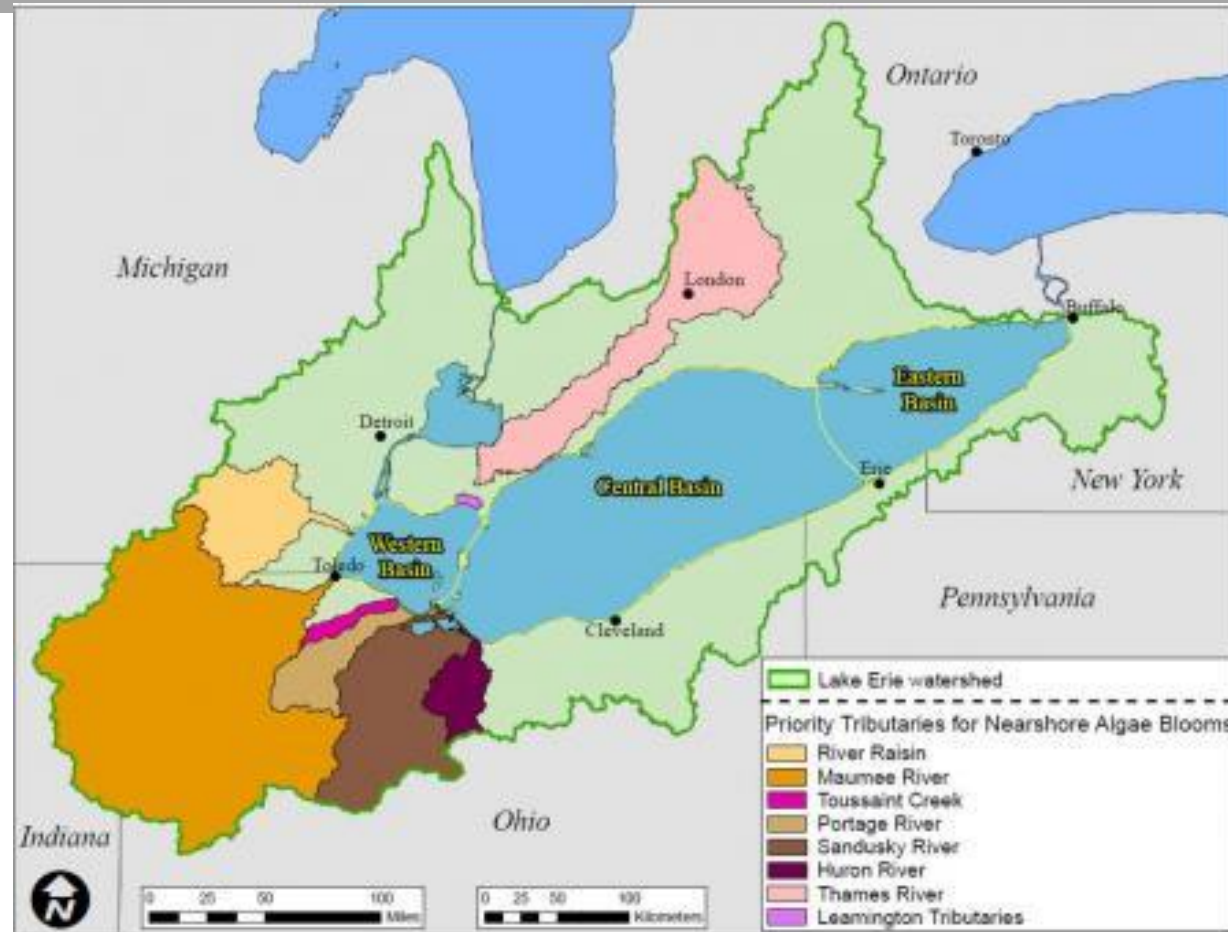 Ontario
Toronto
Michigan
London
Buffalo
Eastern
Basin
Detroit
Erie
Central Basin
New York
Western
Basin
Toledo
Pennsylvania
Cleveland
Lake Erie watershed
Priority Tributaries for Nearshore Algae Blooms
River Raisin
Maumee River
Toussaint Creek
Portage River
Sandusky River
Huron River
Thames River
Leamington Tributaries
Ohio
Indiana
N
0 25 50 100
Miles
0 25 50 100
Kilometers